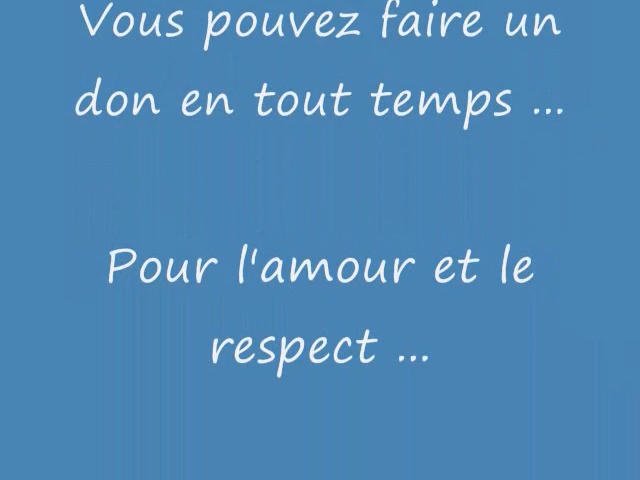 Vous pouvez faire un
don en tout temps ...
Pour l'amour et le
respect ...